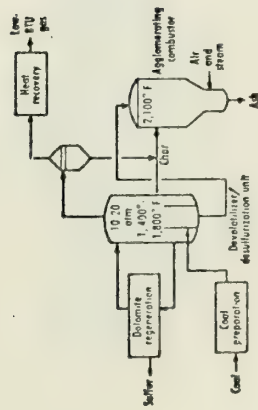 Low-
BTU
gas
Heat
recovery
Agglomerating
combustor
2,100° F
Air
and
steam
Ash
Char
10-20
atm
1,400°-
1,800° F
Devolatilizer/
desulfurization unit
Dolomite
regeneration
Sulfur
Coal
preparation
Coal